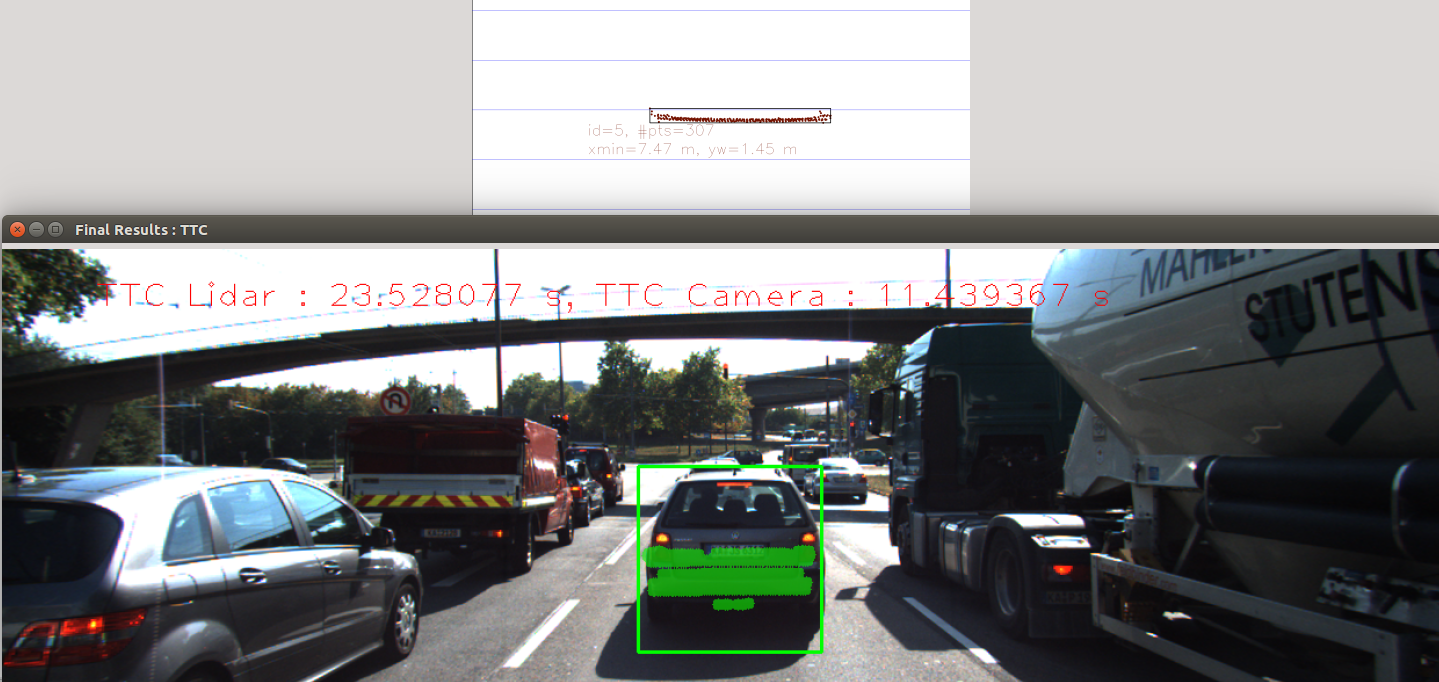 id=5, #pts=307
xmin=7.47 m, yw=1.45 m
Final Results : TTC
TTC Lidar : 23.528077 s, TTC Camera : 11.439367 s
STUTEN